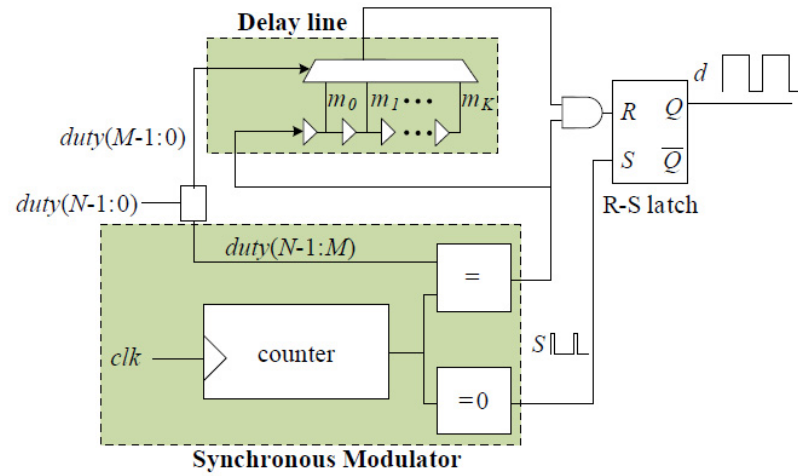 Delay line
d
m0 m1 ••• mK
•••
R Q
S Q̅
R-S latch
duty(M-1:0)
duty(N-1:0)
duty(N-1:M)
=
clk
counter
S
=0
Synchronous Modulator